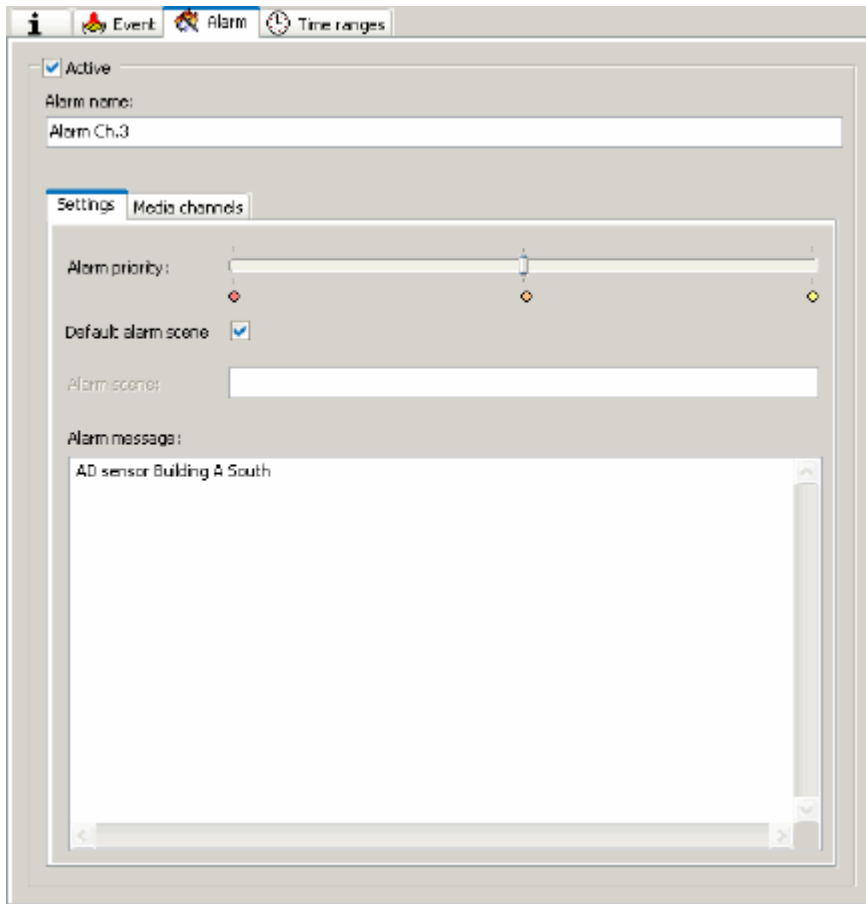 i Event Alarm Time ranges
Active
Alarm name:
Alarm Ch.3
Settings Media channels
Alarm priority:
Default alarm scene
Alarm scene:
Alarm message:
AD sensor Building A South